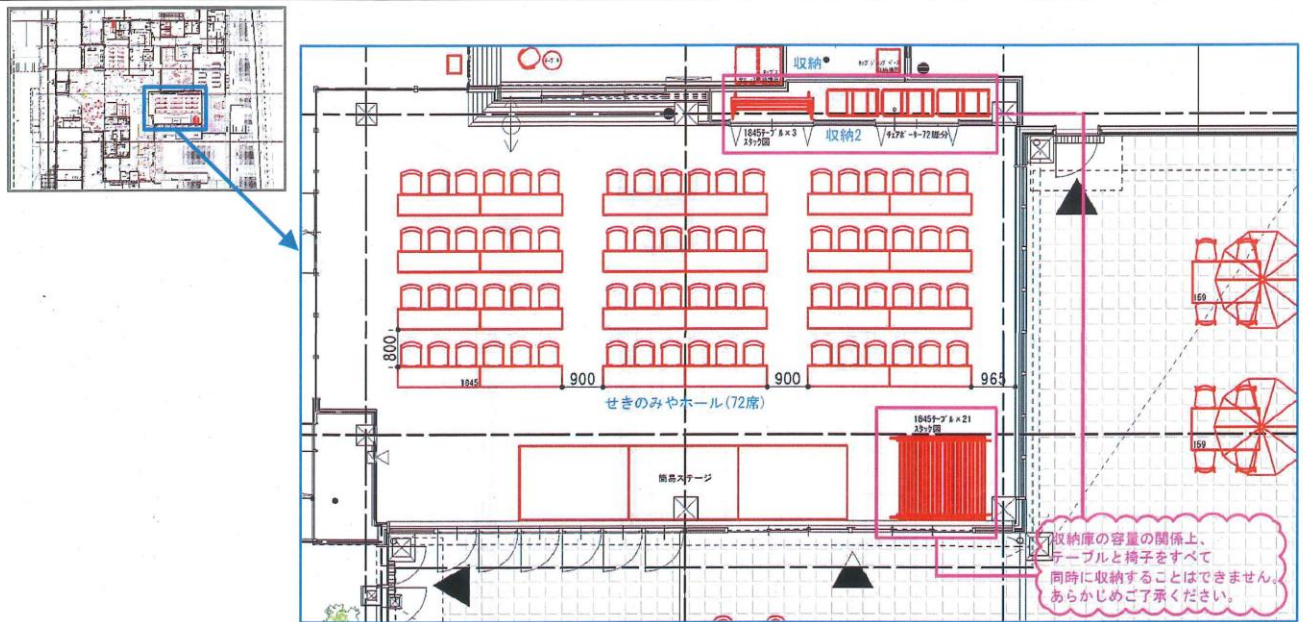 収納
1845テーブル×3
スタック図
収納2
チェアポーター72脚分
800
1845
900
900
965
せきのみやホール(72席)
1845テーブル×21
スタック図
簡易ステージ
159
159
収納庫の容量の関係上、
テーブルと椅子をすべて
同時に収納することはできません。
あらかじめご了承ください。